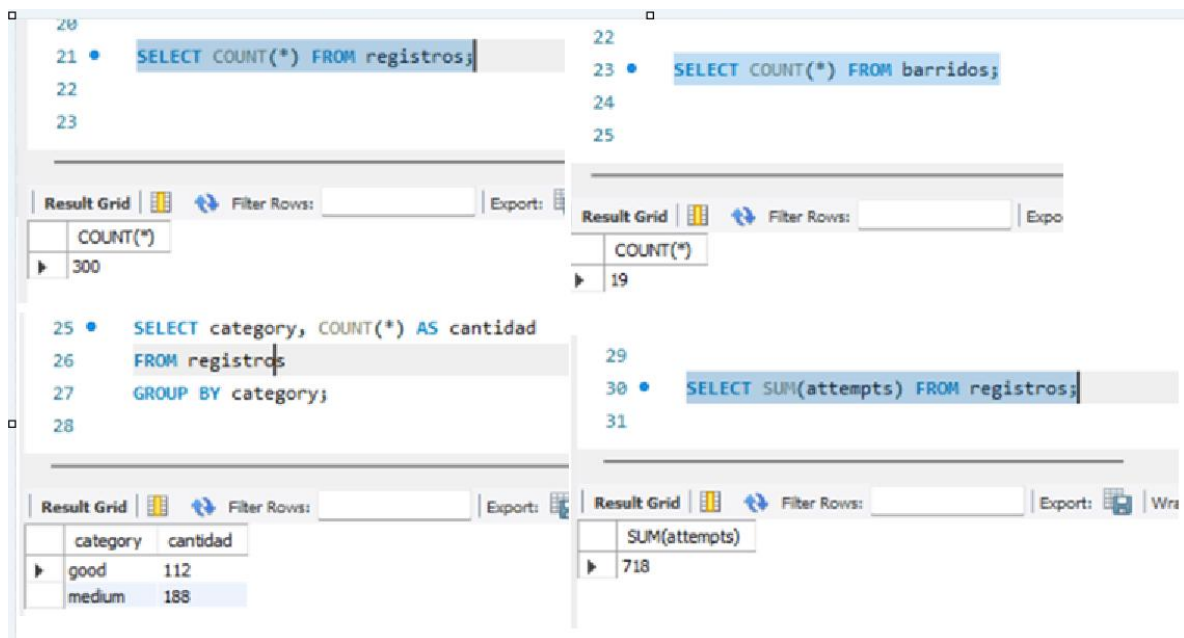 20
21 SELECT COUNT(*) FROM registros;
22
23
Result Grid Filter Rows: Export:
COUNT(*)
300
22
23 SELECT COUNT(*) FROM barridos;
24
25
Result Grid Filter Rows: Expo
COUNT(*)
19
25 SELECT category, COUNT(*) AS cantidad
26 FROM registros
27 GROUP BY category;
28
Result Grid Filter Rows: Export:
category cantidad
good 112
medium 188
29
30 SELECT SUM(attempts) FROM registros;
31
Result Grid Filter Rows: Export: Wra
SUM(attempts)
718